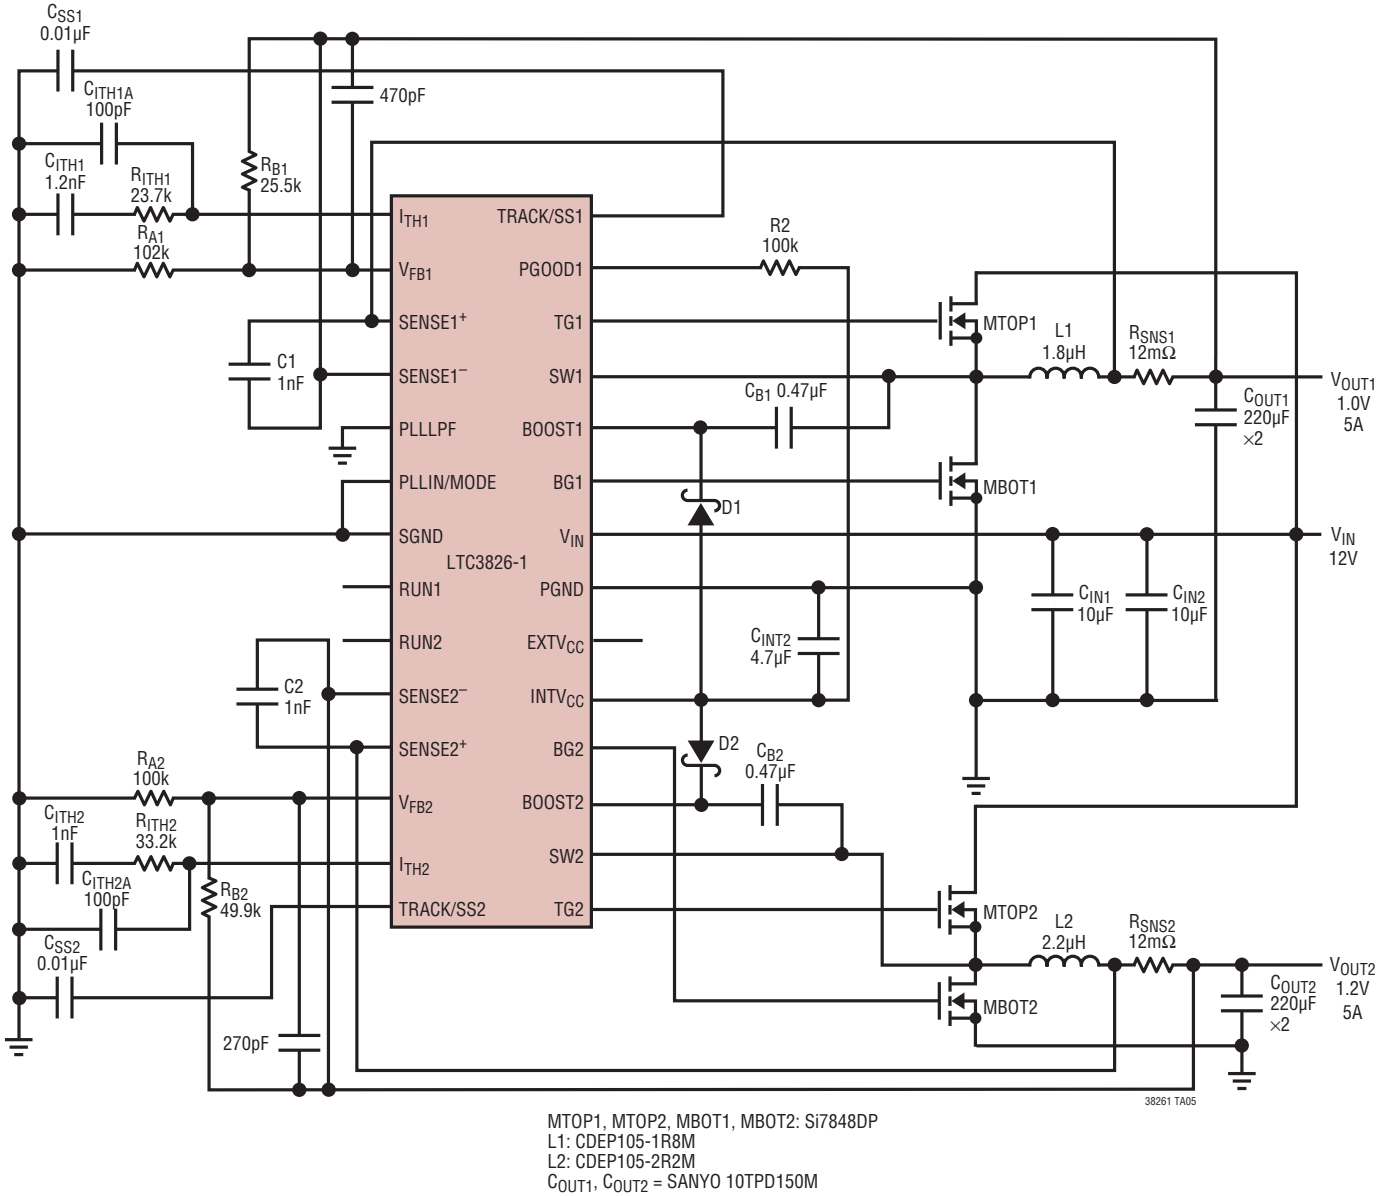 CSS1
0.01µF
CITH1A
100pF
470pF
CITH1
1.2nF
RITH1
23.7k
RB1
25.5k
RA1
102k
ITH1
TRACK/SS1
R2
100k
VFB1
PGOOD1
SENSE1+
TG1
MTOP1
L1
1.8µH
RSNS1
12mΩ
C1
1nF
SENSE1–
SW1
CB1 0.47µF
VOUT1
1.0V
5A
COUT1
220µF
×2
PLLLPF
BOOST1
PLLIN/MODE
BG1
MBOT1
D1
SGND
VIN
VIN
12V
LTC3826-1
RUN1
PGND
CIN1
10µF
CIN2
10µF
RUN2
EXTVCC
CINT2
4.7µF
C2
1nF
SENSE2–
INTVCC
SENSE2+
BG2
D2
CB2
0.47µF
RA2
100k
VFB2
BOOST2
CITH2
1nF
RITH2
33.2k
ITH2
SW2
CITH2A
100pF
RB2
49.9k
TRACK/SS2
TG2
MTOP2
L2
2.2µH
RSNS2
12mΩ
CSS2
0.01µF
VOUT2
1.2V
5A
COUT2
220µF
×2
MBOT2
270pF
38261 TA05
MTOP1, MTOP2, MBOT1, MBOT2: Si7848DP
L1: CDEP105-1R8M
L2: CDEP105-2R2M
COUT1, COUT2 = SANYO 10TPD150M